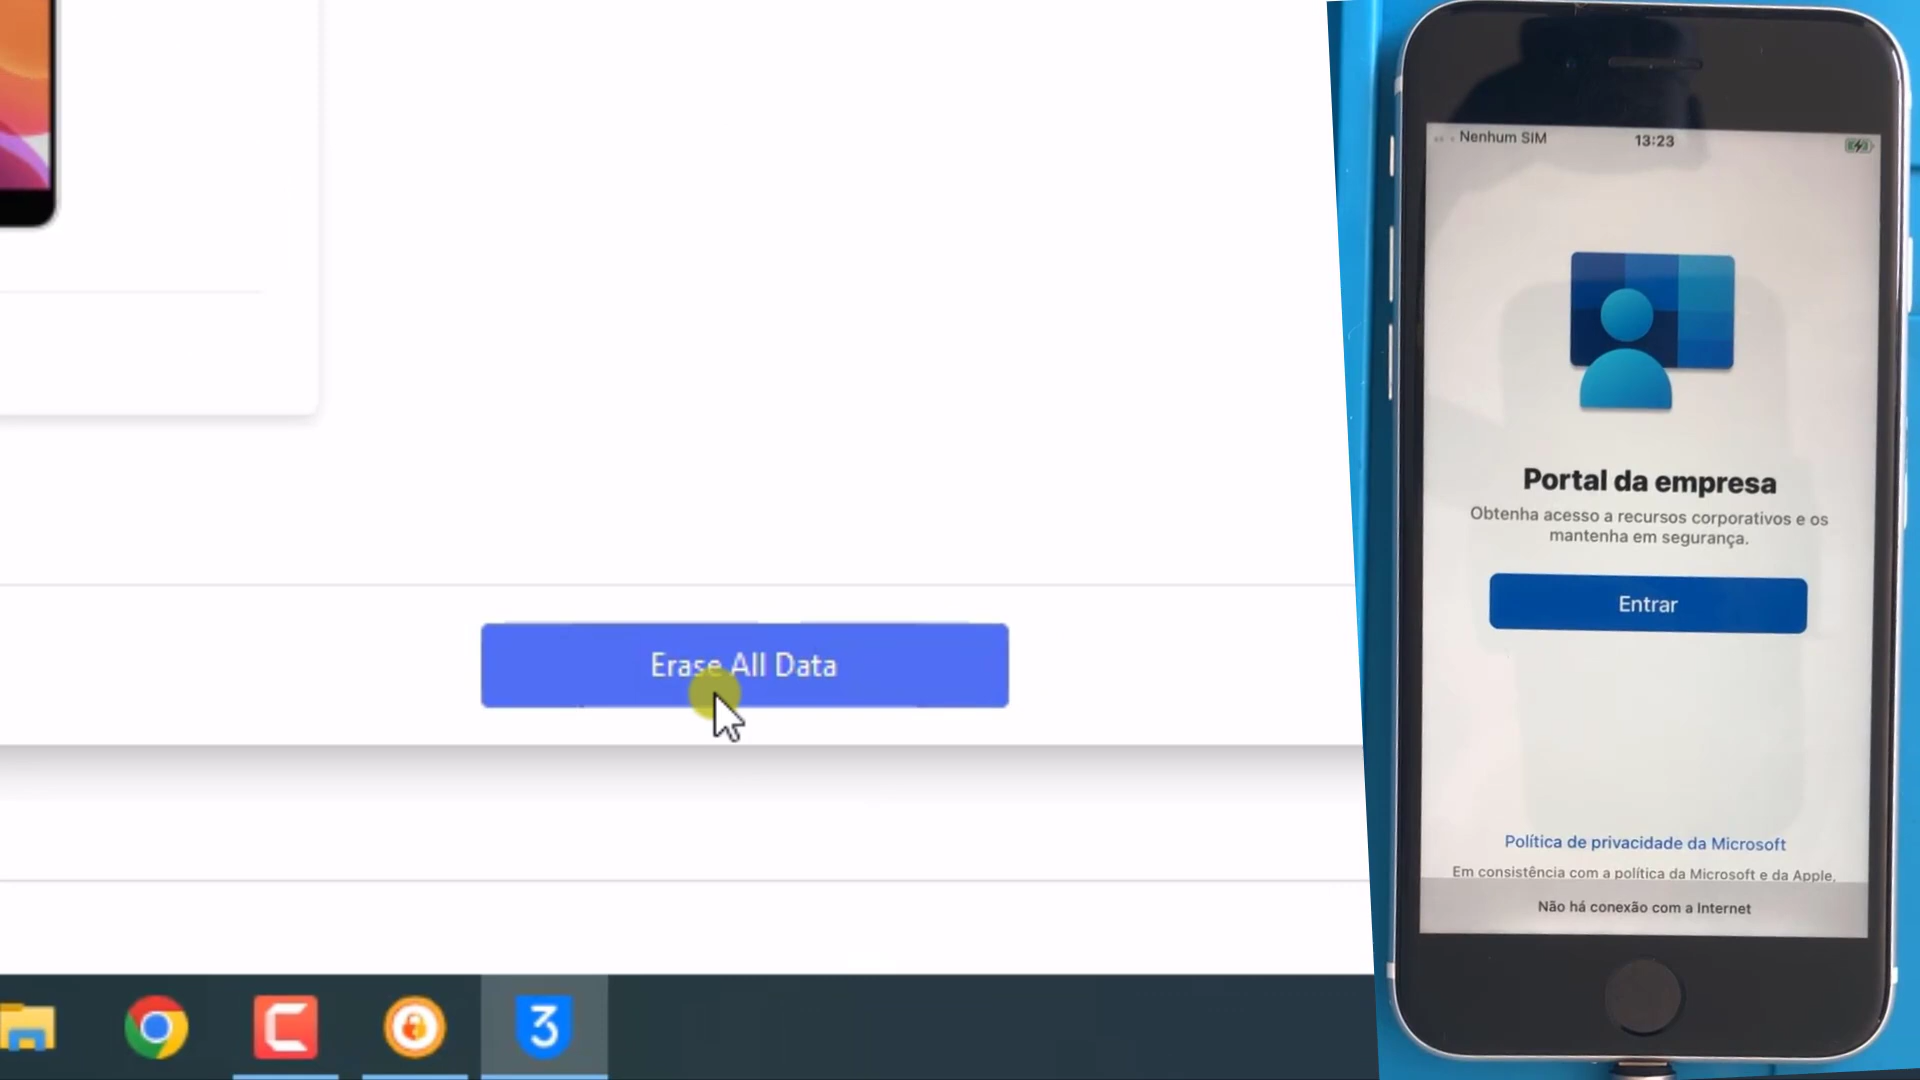 Erase All Data
3
Nenhum SIM
13:23
Portal da empresa
Obtenha acesso a recursos corporativos e os
mantenha em segurança.
Entrar
Política de privacidade da Microsoft
Em consistência com a política da Microsoft e da Apple,
Não há conexão com a Internet